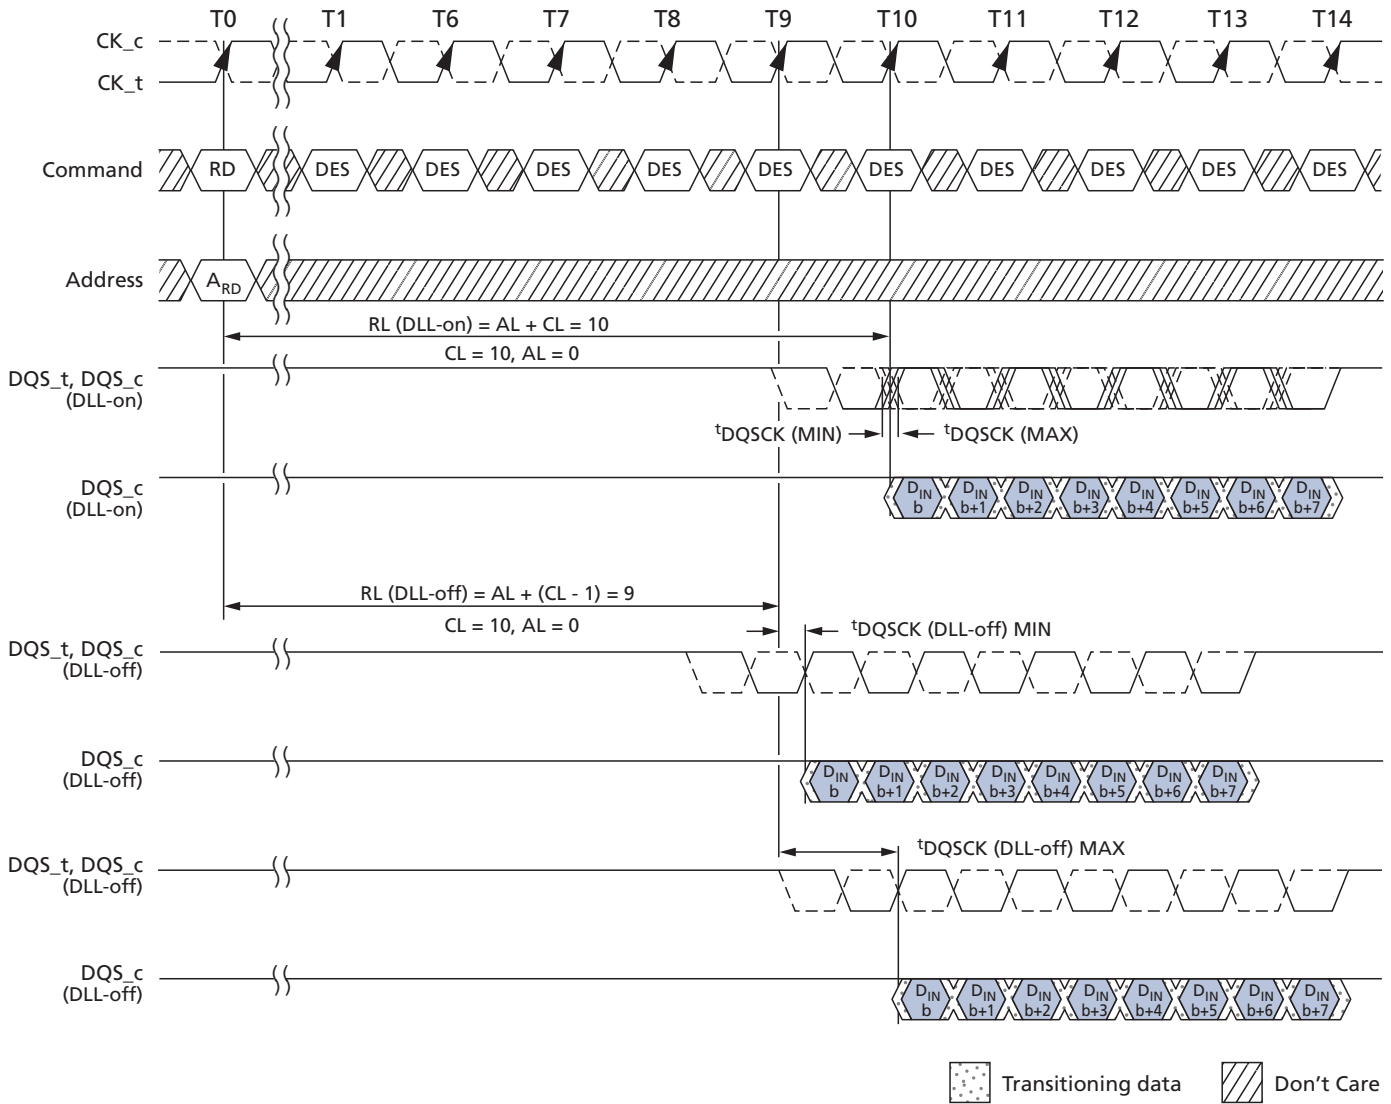 T0 T1 T6 T7 T8 T9 T10 T11 T12 T13 T14
CK_c
CK_t
Command RD DES DES DES DES DES DES DES DES DES DES
Address A_RD
RL (DLL-on) = AL + CL = 10
CL = 10, AL = 0
DQS_t, DQS_c
(DLL-on)
tDQSCK (MIN) tDQSCK (MAX)
DQS_c
(DLL-on)
DIN b DIN b+1 DIN b+2 DIN b+3 DIN b+4 DIN b+5 DIN b+6 DIN b+7
RL (DLL-off) = AL + (CL - 1) = 9
CL = 10, AL = 0
tDQSCK (DLL-off) MIN
DQS_t, DQS_c
(DLL-off)
DQS_c
(DLL-off)
DIN b DIN b+1 DIN b+2 DIN b+3 DIN b+4 DIN b+5 DIN b+6 DIN b+7
tDQSCK (DLL-off) MAX
DQS_t, DQS_c
(DLL-off)
DQS_c
(DLL-off)
DIN b DIN b+1 DIN b+2 DIN b+3 DIN b+4 DIN b+5 DIN b+6 DIN b+7
Transitioning data Don't Care